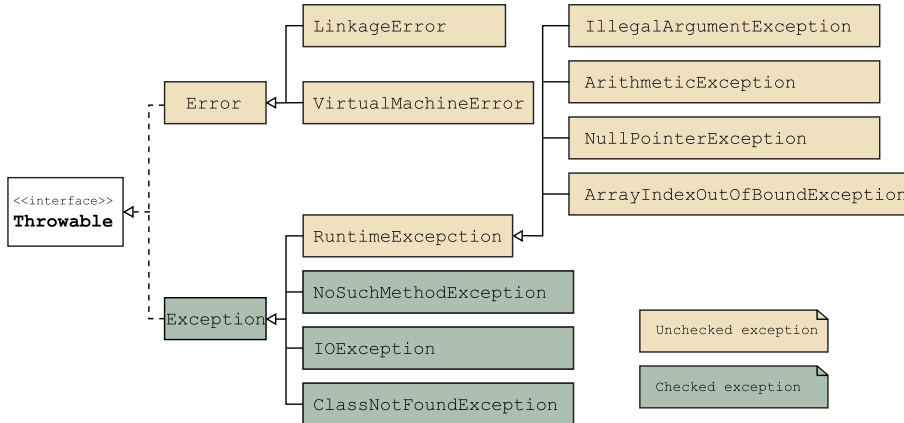 LinkageError
IllegalArgumentException
Error
VirtualMachineError
ArithmeticException
NullPointerException
<<interface>>
Throwable
ArrayIndexOutOfBoundException
RuntimeExcepction
NoSuchMethodException
Exception
IOException
ClassNotFoundException
Unchecked exception
Checked exception